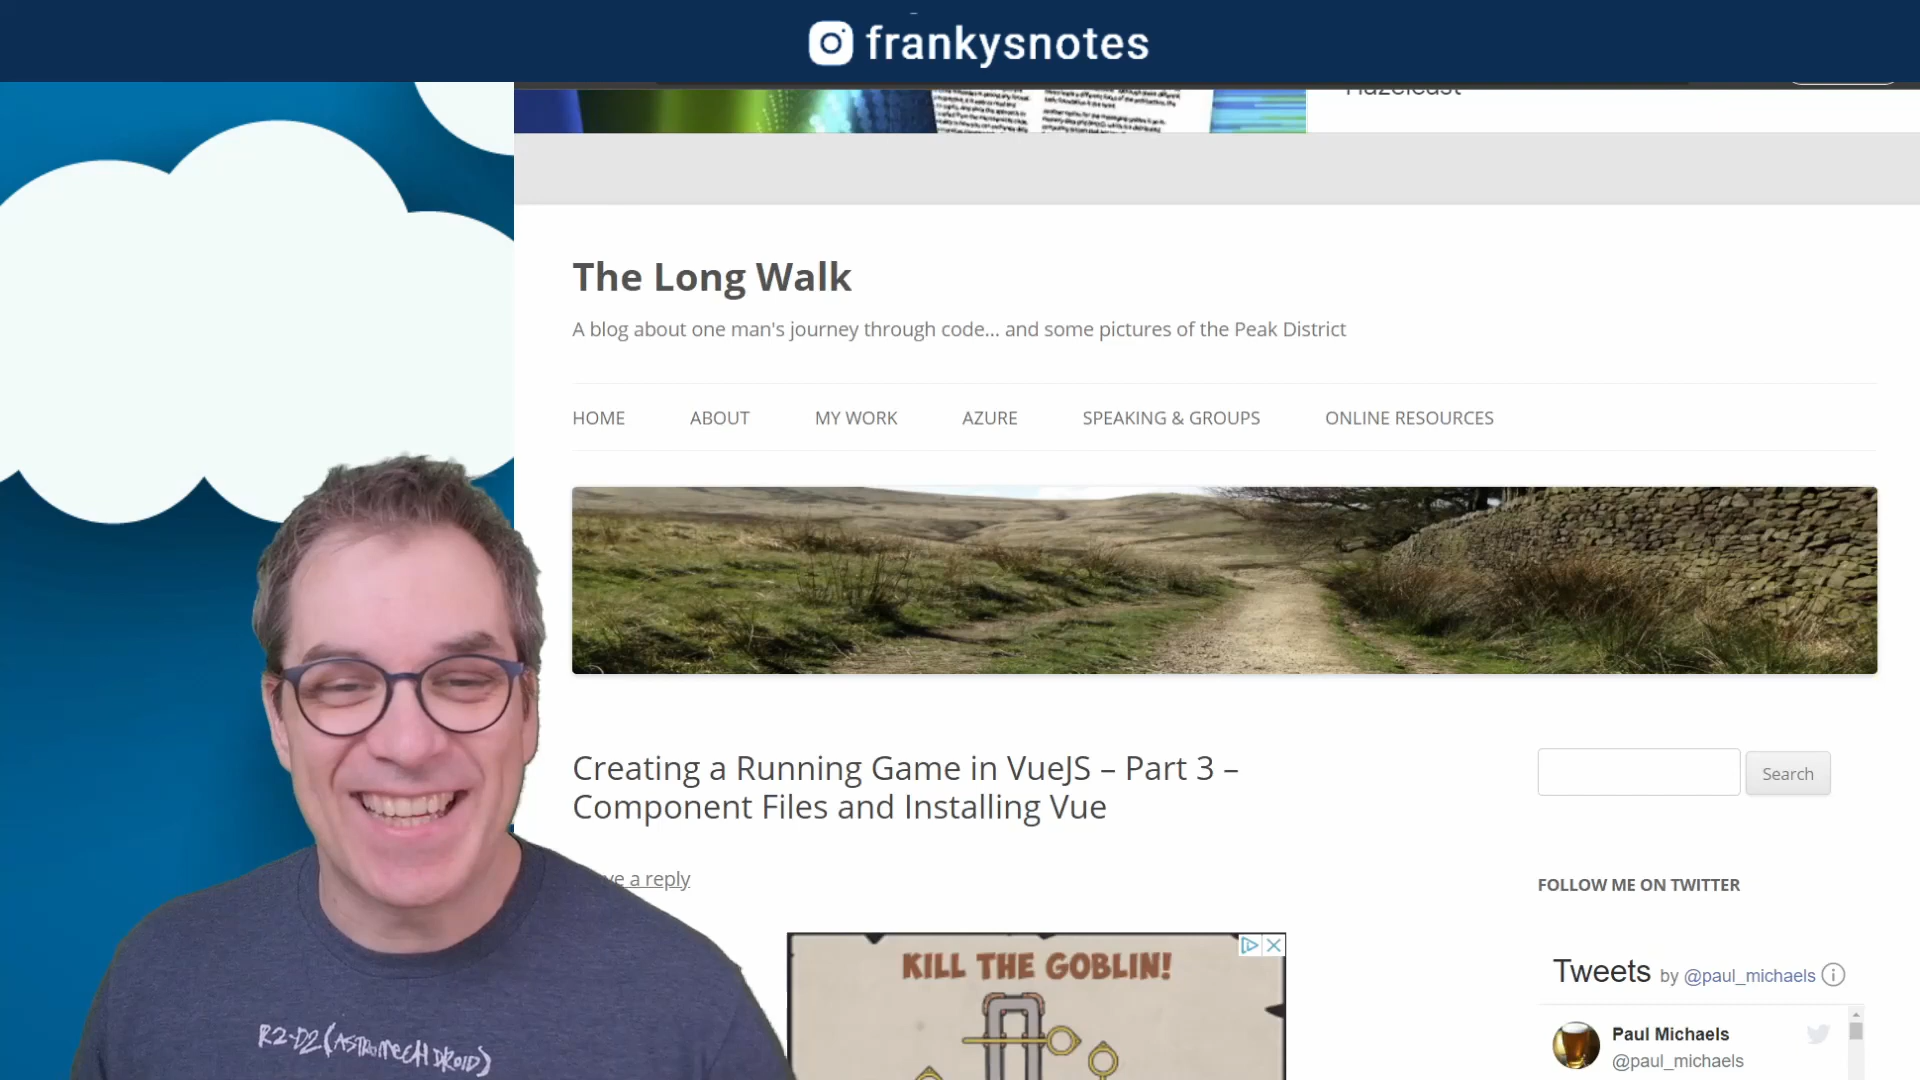 frankysnotes
Hazelcast
The Long Walk
A blog about one man's journey through code... and some pictures of the Peak District
HOME ABOUT MY WORK AZURE SPEAKING & GROUPS ONLINE RESOURCES
Creating a Running Game in VueJS – Part 3 –
Component Files and Installing Vue
Search
a reply
FOLLOW ME ON TWITTER
KILL THE GOBLIN!
Tweets by @paul_michaels
Paul Michaels
@paul_michaels
R2-D2 (ASTROMECH DROID)